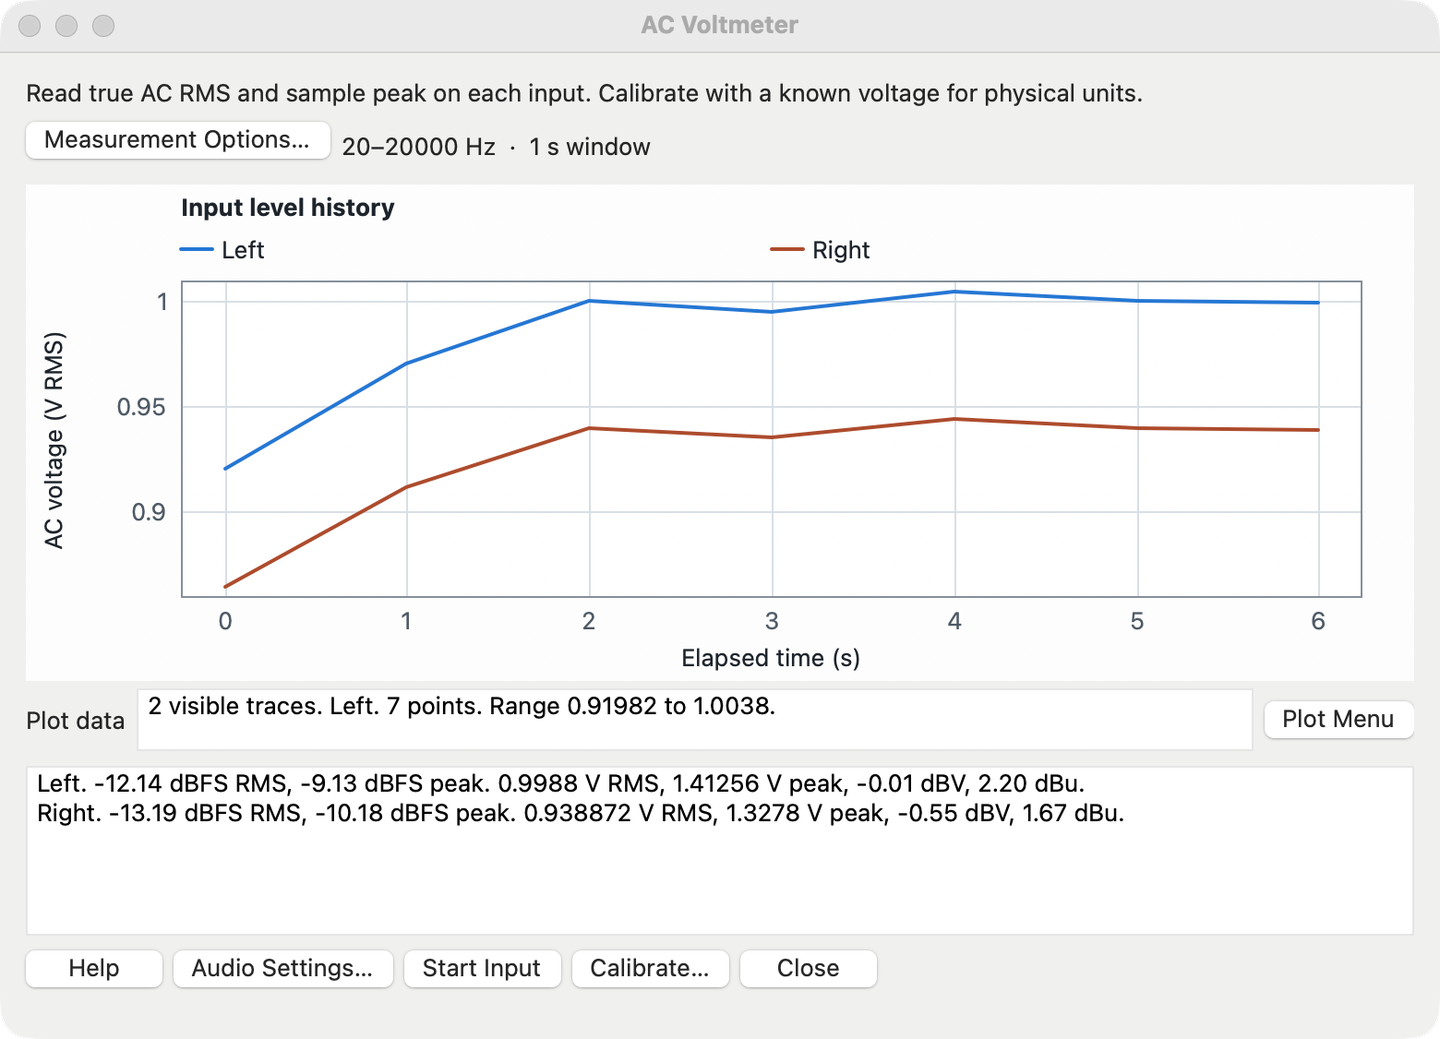 AC Voltmeter
Read true AC RMS and sample peak on each input. Calibrate with a known voltage for physical units.
Measurement Options... 20–20000 Hz · 1 s window
Input level history
Left Right
AC voltage (V RMS)
1
0.95
0.9
0 1 2 3 4 5 6
Elapsed time (s)
Plot data 2 visible traces. Left. 7 points. Range 0.91982 to 1.0038. Plot Menu
Left. -12.14 dBFS RMS, -9.13 dBFS peak. 0.9988 V RMS, 1.41256 V peak, -0.01 dBV, 2.20 dBu.
Right. -13.19 dBFS RMS, -10.18 dBFS peak. 0.938872 V RMS, 1.3278 V peak, -0.55 dBV, 1.67 dBu.
Help Audio Settings... Start Input Calibrate... Close